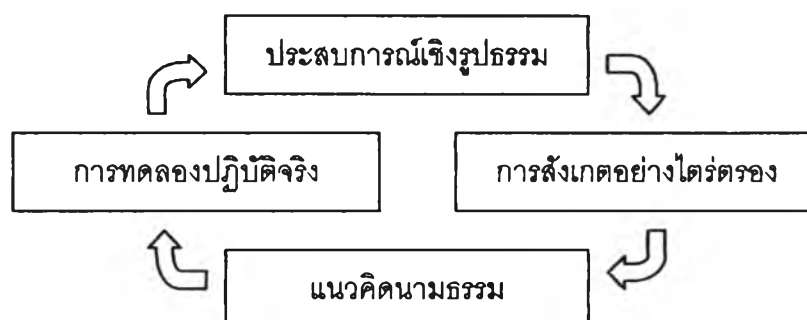 ประสบการณ์เชิงรูปธรรม
การทดลองปฏิบัติจริง
การสังเกตอย่างไตร่ตรอง
แนวคิดนามธรรม